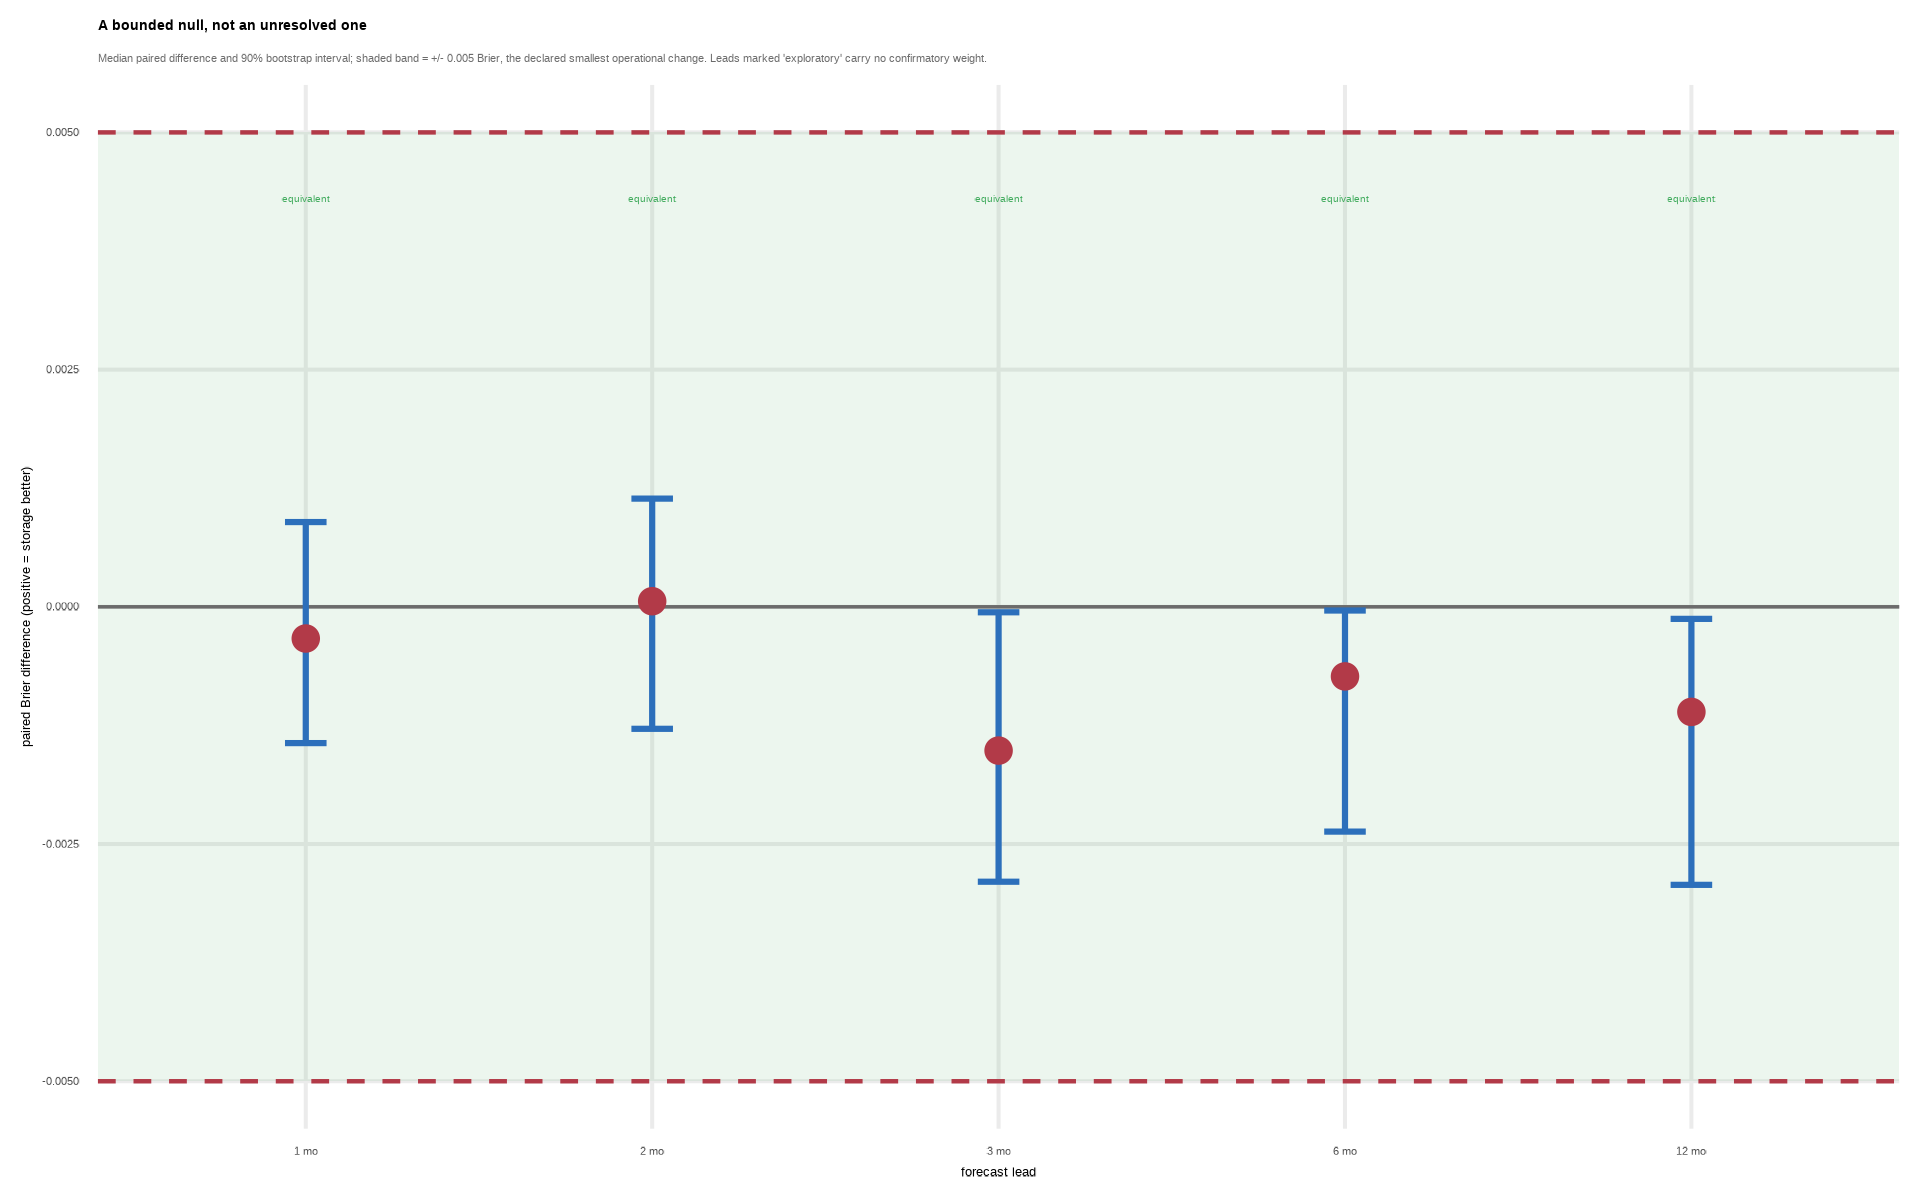 A bounded null, not an unresolved one
Median paired difference and 90% bootstrap interval; shaded band = +/- 0.005 Brier, the declared smallest operational change. Leads marked 'exploratory' carry no confirmatory weight.
paired Brier difference (positive = storage better)
0.0050
0.0025
0.0000
-0.0025
-0.0050
equivalent
equivalent
equivalent
equivalent
equivalent
1 mo
2 mo
3 mo
6 mo
12 mo
forecast lead